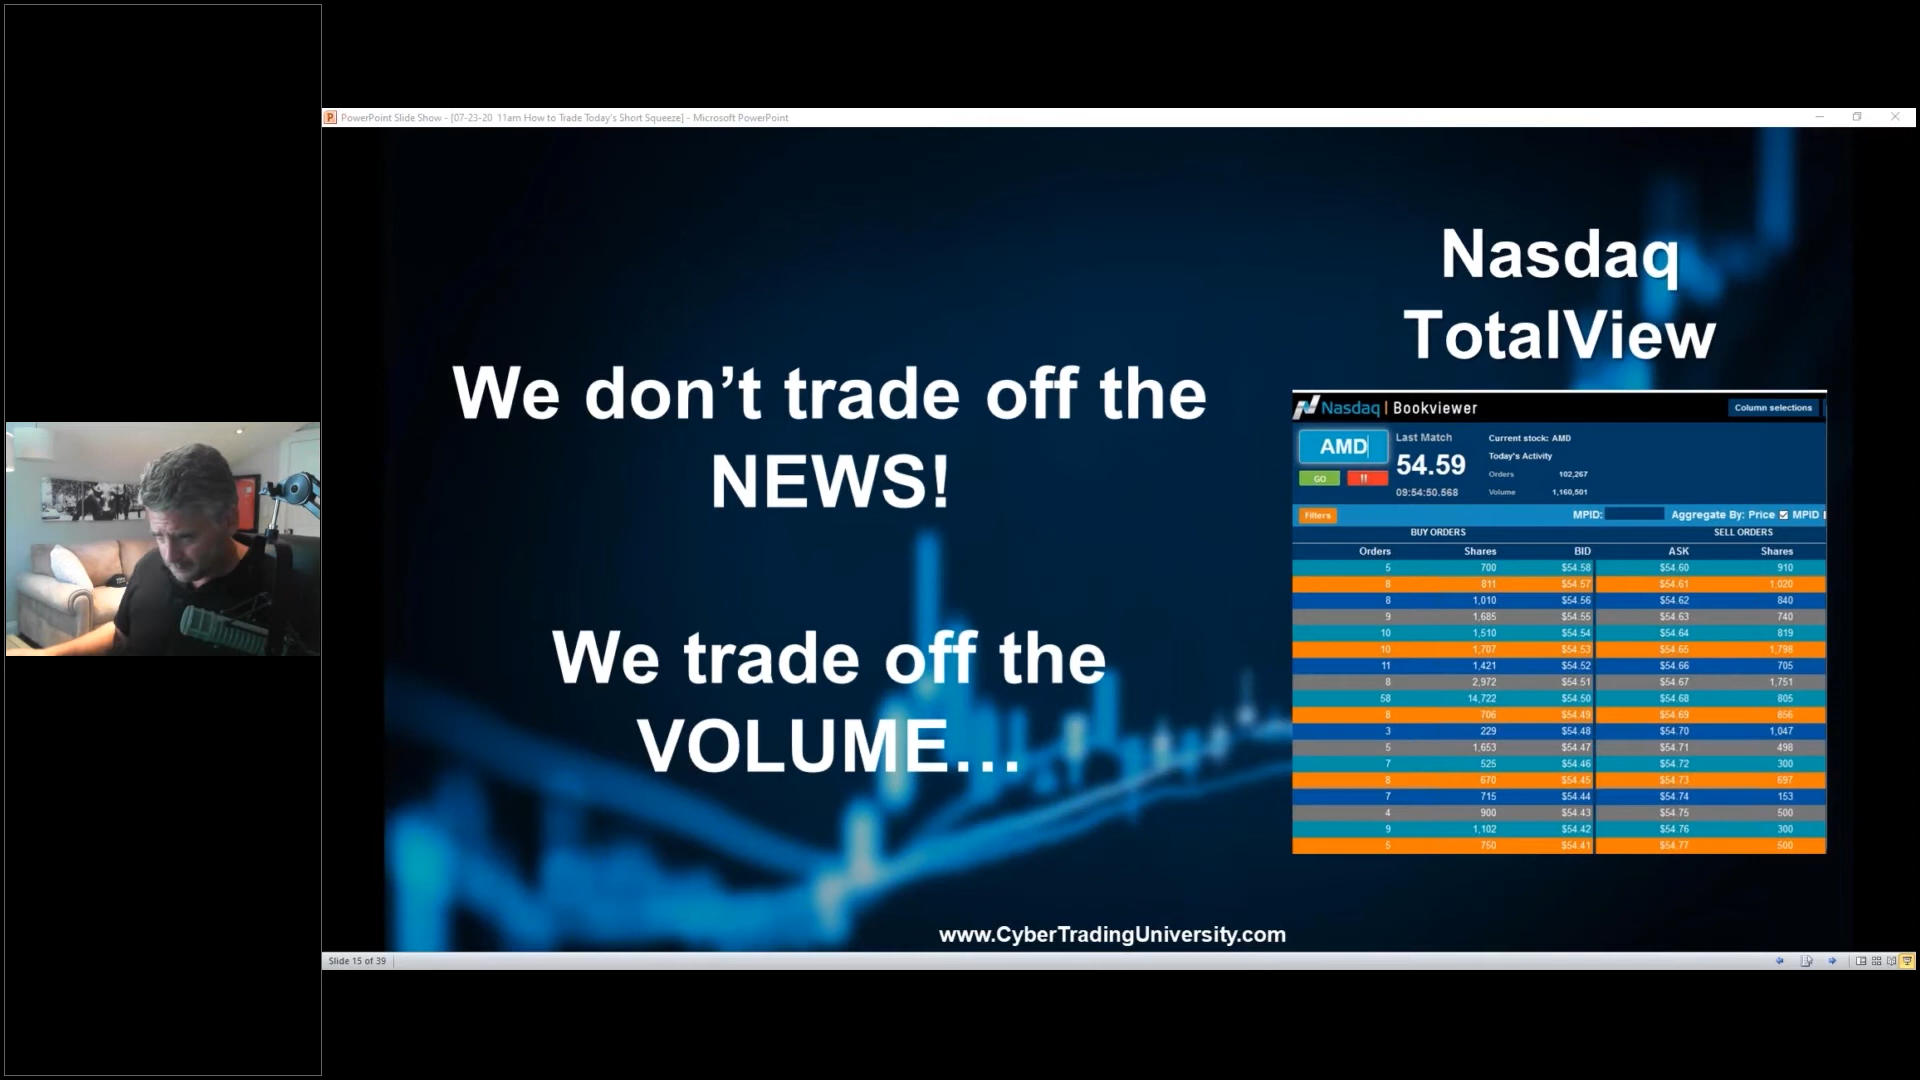 PowerPoint Slide Show - [07-23-20 11am How to Trade Today's Short Squeeze] - Microsoft PowerPoint
Nasdaq
TotalView
We don’t trade off the
NEWS!
We trade off the
VOLUME...
Nasdaq | Bookviewer
Column selections
AMD
Last Match
Current stock: AMD
54.59
Today's Activity
GO
!!
Orders 102,267
09:54:50.568
Volume 1,160,501
Filters
MPID:
Aggregate By: Price
MPID
BUY ORDERS SELL ORDERS
Orders Shares BID ASK Shares
5 700 $54.58 $54.60 910
8 811 $54.57 $54.61 1,020
8 1,010 $54.56 $54.62 840
9 1,685 $54.55 $54.63 740
10 1,510 $54.54 $54.64 819
10 1,707 $54.53 $54.65 1,798
11 1,421 $54.52 $54.66 705
8 2,972 $54.51 $54.67 1,751
58 14,722 $54.50 $54.68 805
8 706 $54.49 $54.69 856
3 229 $54.48 $54.70 1,047
5 1,653 $54.47 $54.71 498
7 525 $54.46 $54.72 300
8 670 $54.45 $54.73 697
7 715 $54.44 $54.74 153
4 900 $54.43 $54.75 500
9 1,102 $54.42 $54.76 300
5 750 $54.41 $54.77 500
www.CyberTradingUniversity.com
Slide 15 of 39